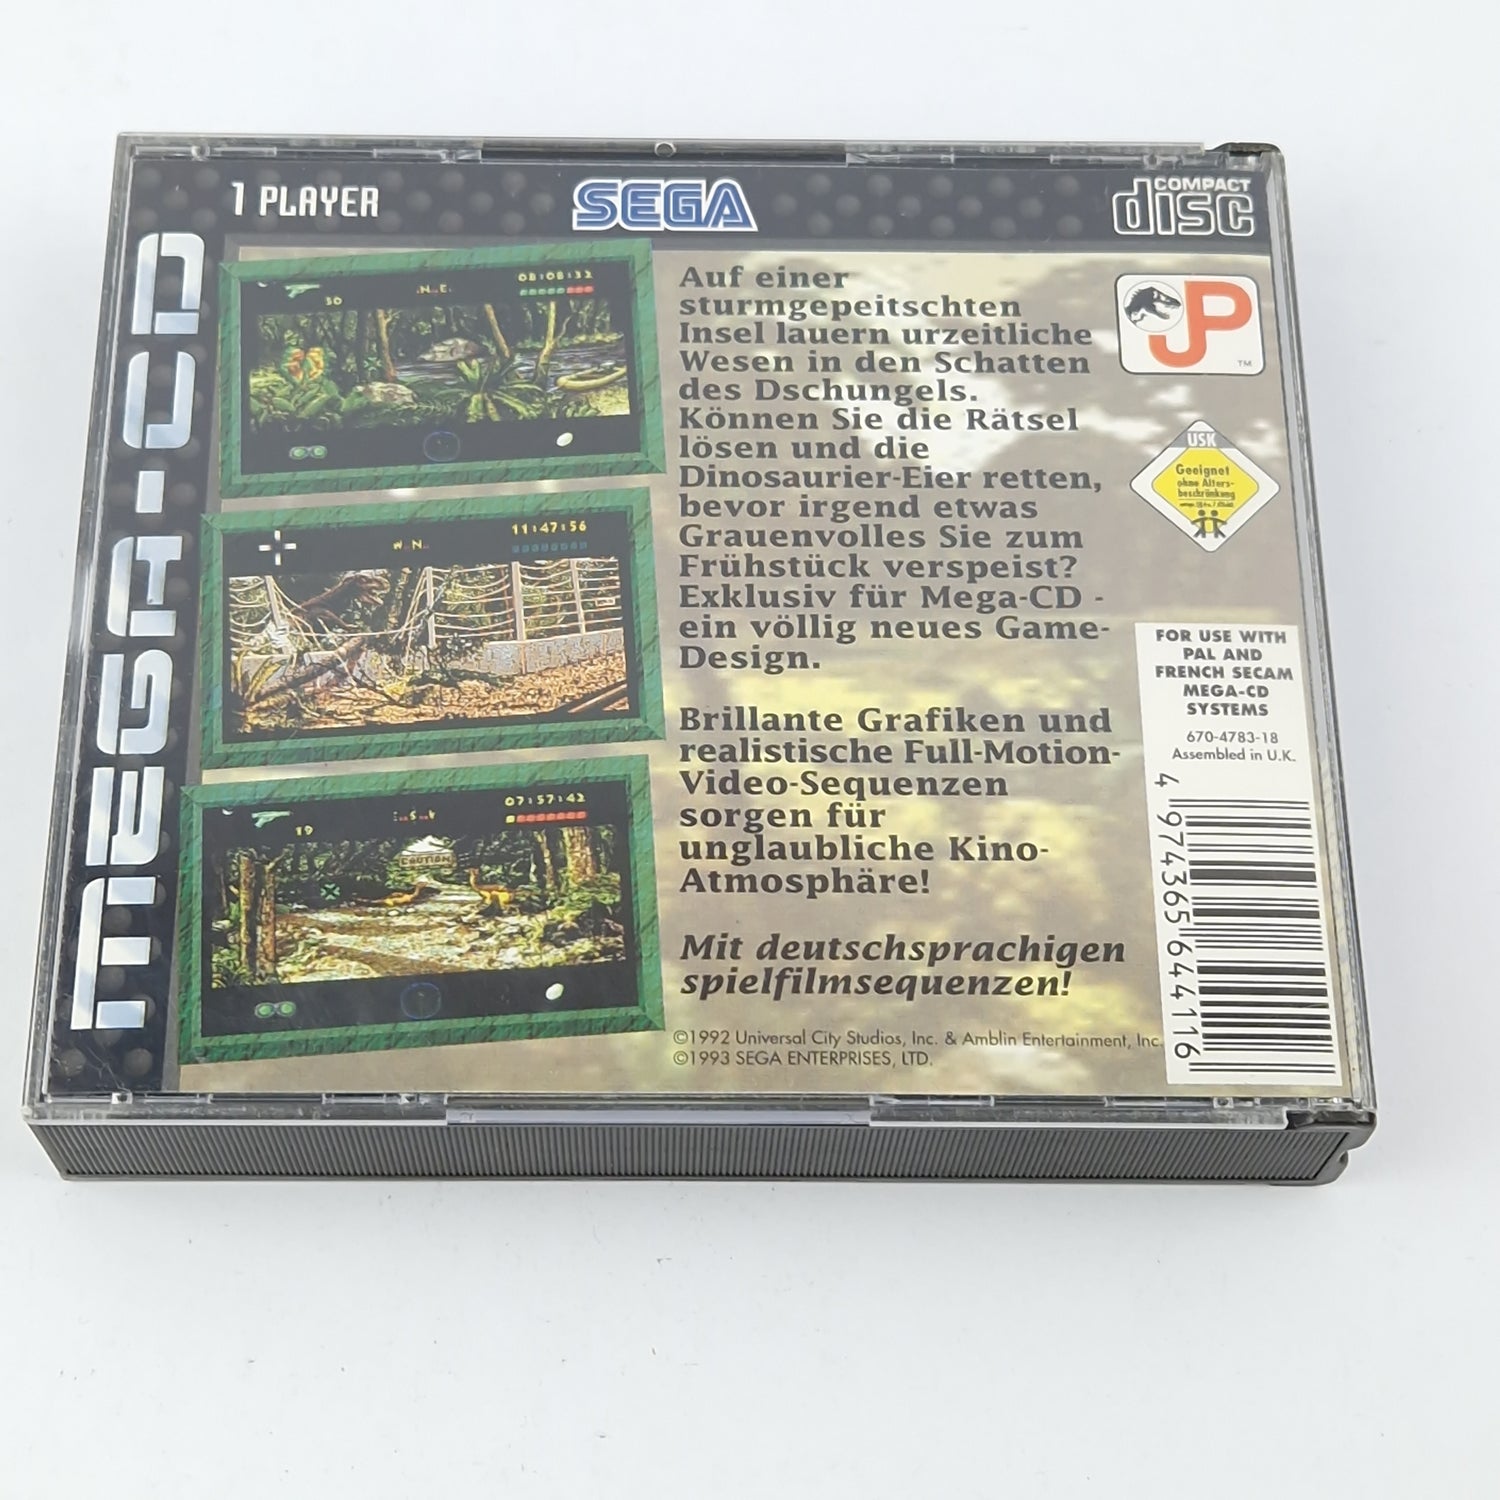 1 PLAYER
SEGA
COMPACT
disc
MEGA-CD
30
.N..E.
08:08:32
11:47:56
W..N..
07:57:42
19
CAUTION
Auf einer
sturmgepeitschten
Insel lauern urzeitliche
Wesen in den Schatten
des Dschungels.
Können Sie die Rätsel
lösen und die
Dinosaurier-Eier retten,
bevor irgend etwas
Grauenvolles Sie zum
Frühstück verspeist?
Exklusiv für Mega-CD -
ein völlig neues Game-
Design.
Brillante Grafiken und
realistische Full-Motion-
Video-Sequenzen
sorgen für
unglaubliche Kino-
Atmosphäre!
Mit deutschsprachigen
spielfilmsequenzen!
©1992 Universal City Studios, Inc. & Amblin Entertainment, Inc.
©1993 SEGA ENTERPRISES, LTD.
JP
TM
USK
Geeignet
ohne Alters-
beschränkung
FOR USE WITH
PAL AND
FRENCH SECAM
MEGA-CD
SYSTEMS
670-4783-18
Assembled in U.K.
4 974365 644116